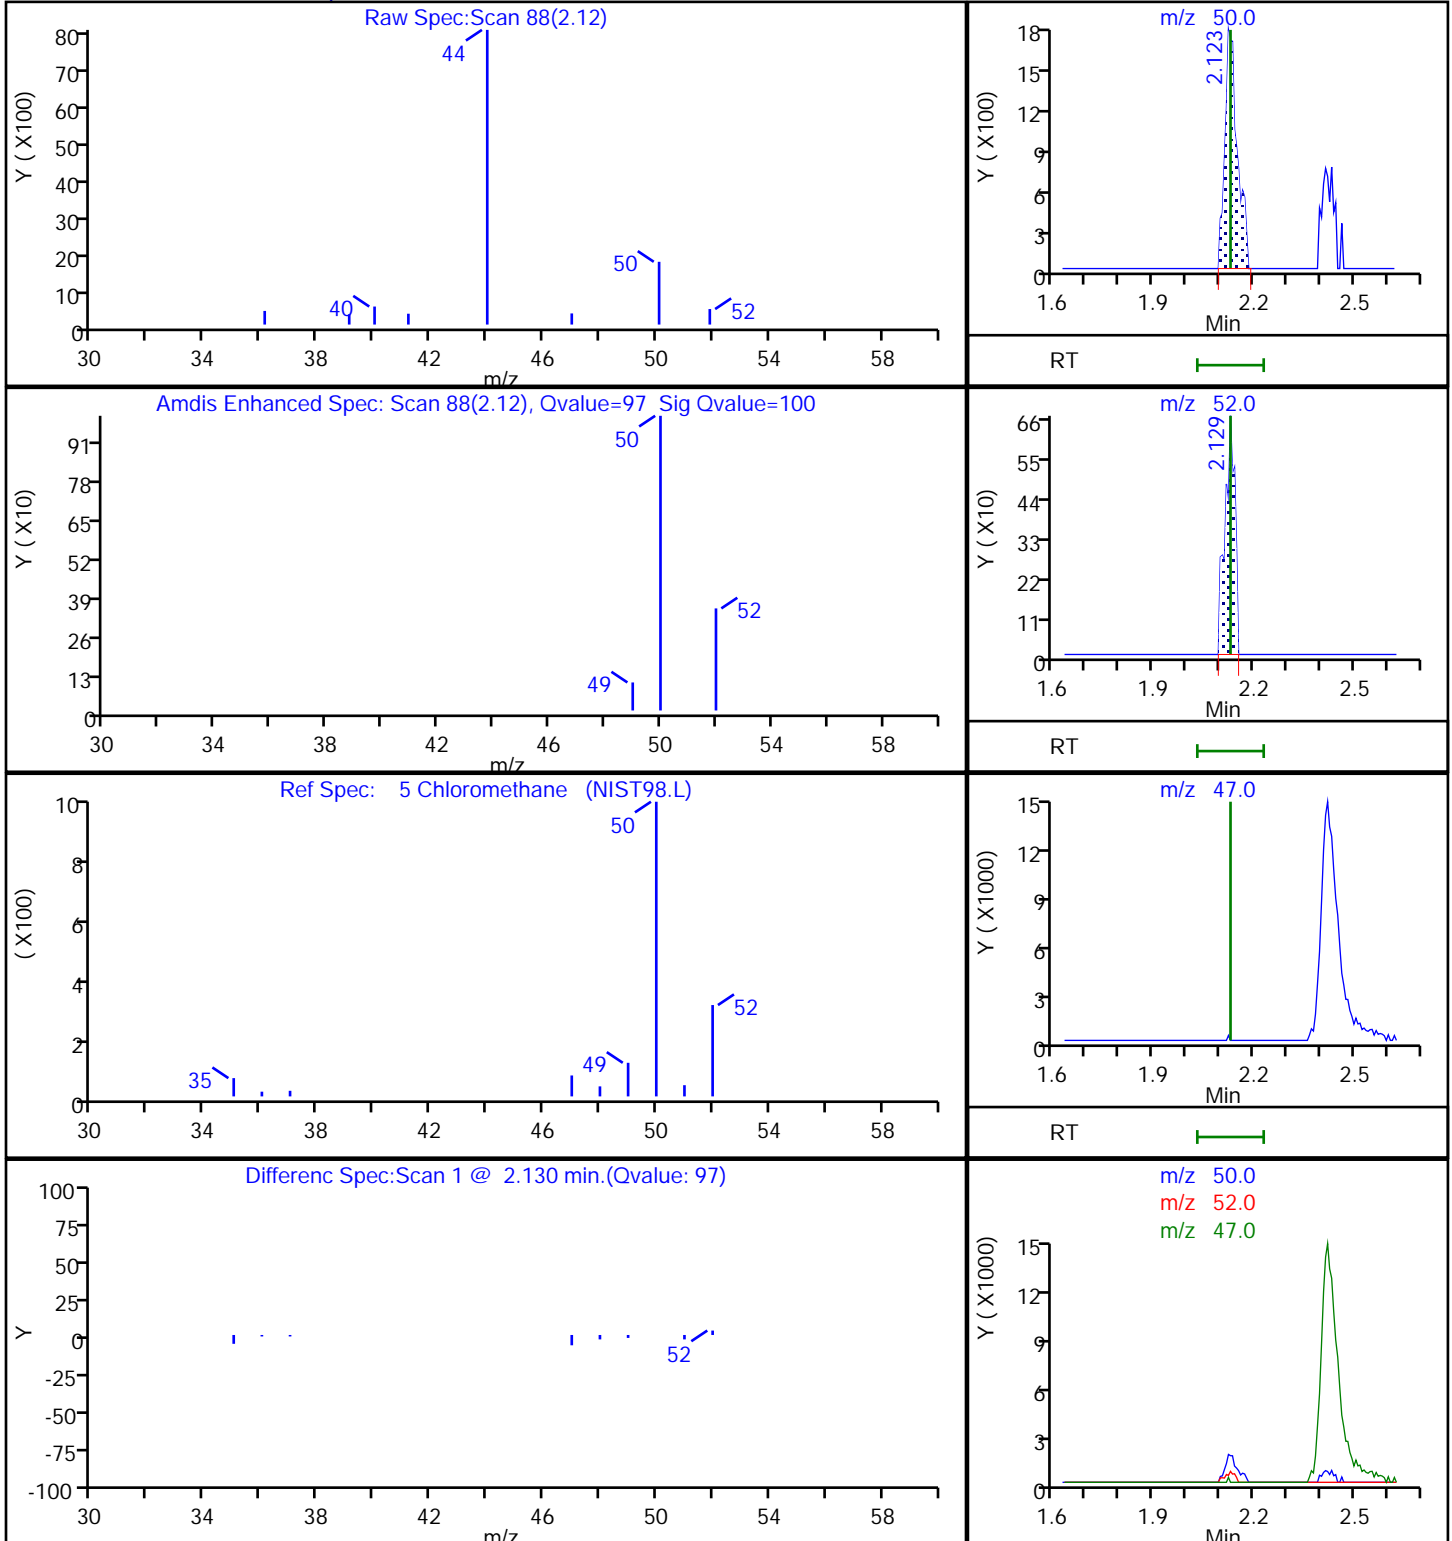 Raw Spec:Scan 88(2.12)
Y ( X100)
80
70
60
50
40
30
20
10
0
44
40
50
52
30 34 38 42 46 50 54 58
m/z
m/z 50.0
Y ( X100)
18
15
12
9
6
3
0
2.123
1.6 1.9 2.2 2.5
Min
RT
Amdis Enhanced Spec: Scan 88(2.12), Qvalue=97 Sig Qvalue=100
Y ( X10)
91
78
65
52
39
26
13
0
50
49
52
30 34 38 42 46 50 54 58
m/z
m/z 52.0
Y ( X10)
66
55
44
33
22
11
0
2.129
1.6 1.9 2.2 2.5
Min
RT
Ref Spec: 5 Chloromethane (NIST98.L)
( X100)
10
8
6
4
2
0
35
49
50
52
30 34 38 42 46 50 54 58
m/z 47.0
Y ( X1000)
15
12
9
6
3
0
1.6 1.9 2.2 2.5
Min
RT
Differenc Spec:Scan 1 @ 2.130 min.(Qvalue: 97)
Y
100
75
50
25
0
-25
-50
-75
-100
52
30 34 38 42 46 50 54 58
m/z
m/z 50.0
m/z 52.0
m/z 47.0
Y ( X1000)
15
12
9
6
3
0
1.6 1.9 2.2 2.5
Min